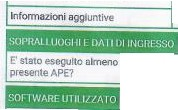 Informazioni aggiuntive
SOPRALLUOGHI E DATI DI INGRESSO
E' stato eseguito almeno
presente APE?
SOFTWARE UTILIZZATO